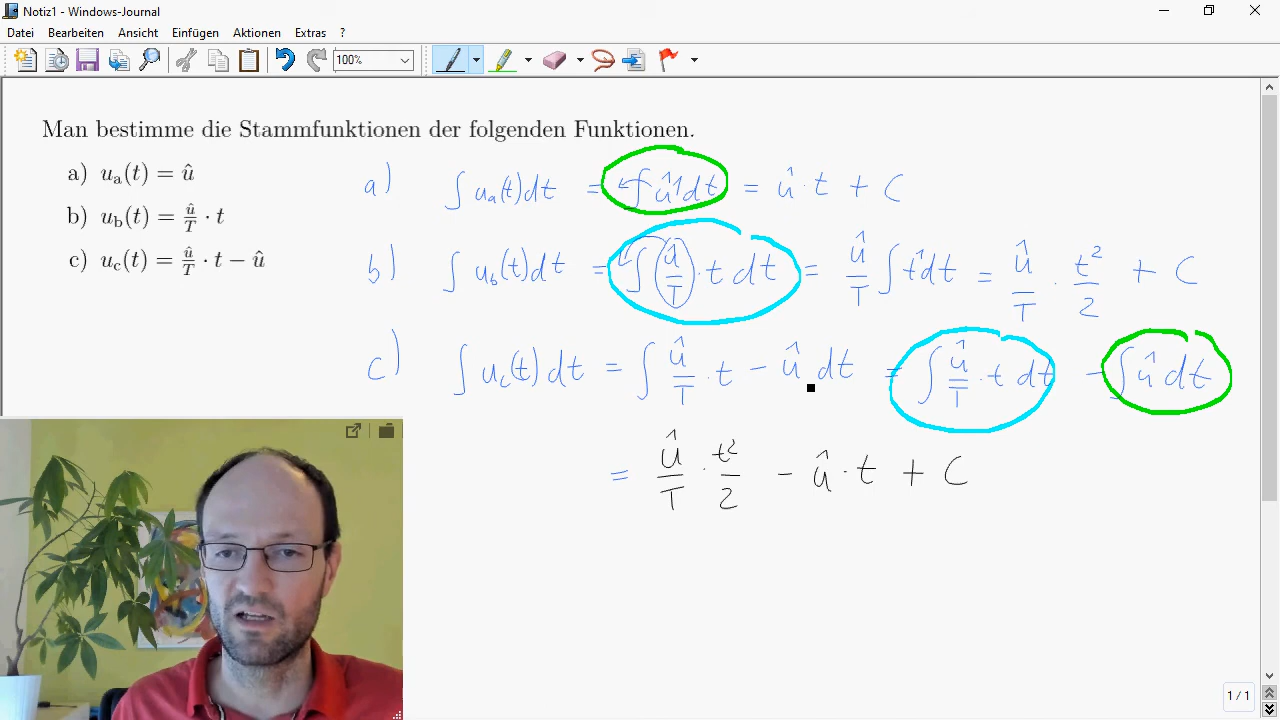 Notiz1 - Windows-Journal
Datei Bearbeiten Ansicht Einfügen Aktionen Extras ?
100%
Man bestimme die Stammfunktionen der folgenden Funktionen.
a) uₐ(t) = û
b) u_b(t) = û/T · t
c) u_c(t) = û/T · t − û
a) ∫ uₐ(t) dt = ∫ û 1 dt = û · t + C
b) ∫ u_b(t) dt = ∫ û/T · t dt = û/T ∫ t¹ dt = û/T · t²/2 + C
c) ∫ u_c(t) dt = ∫ û/T · t − û dt = ∫ û/T · t dt − ∫ û dt
= û/T · t²/2 − û · t + C
1 / 1